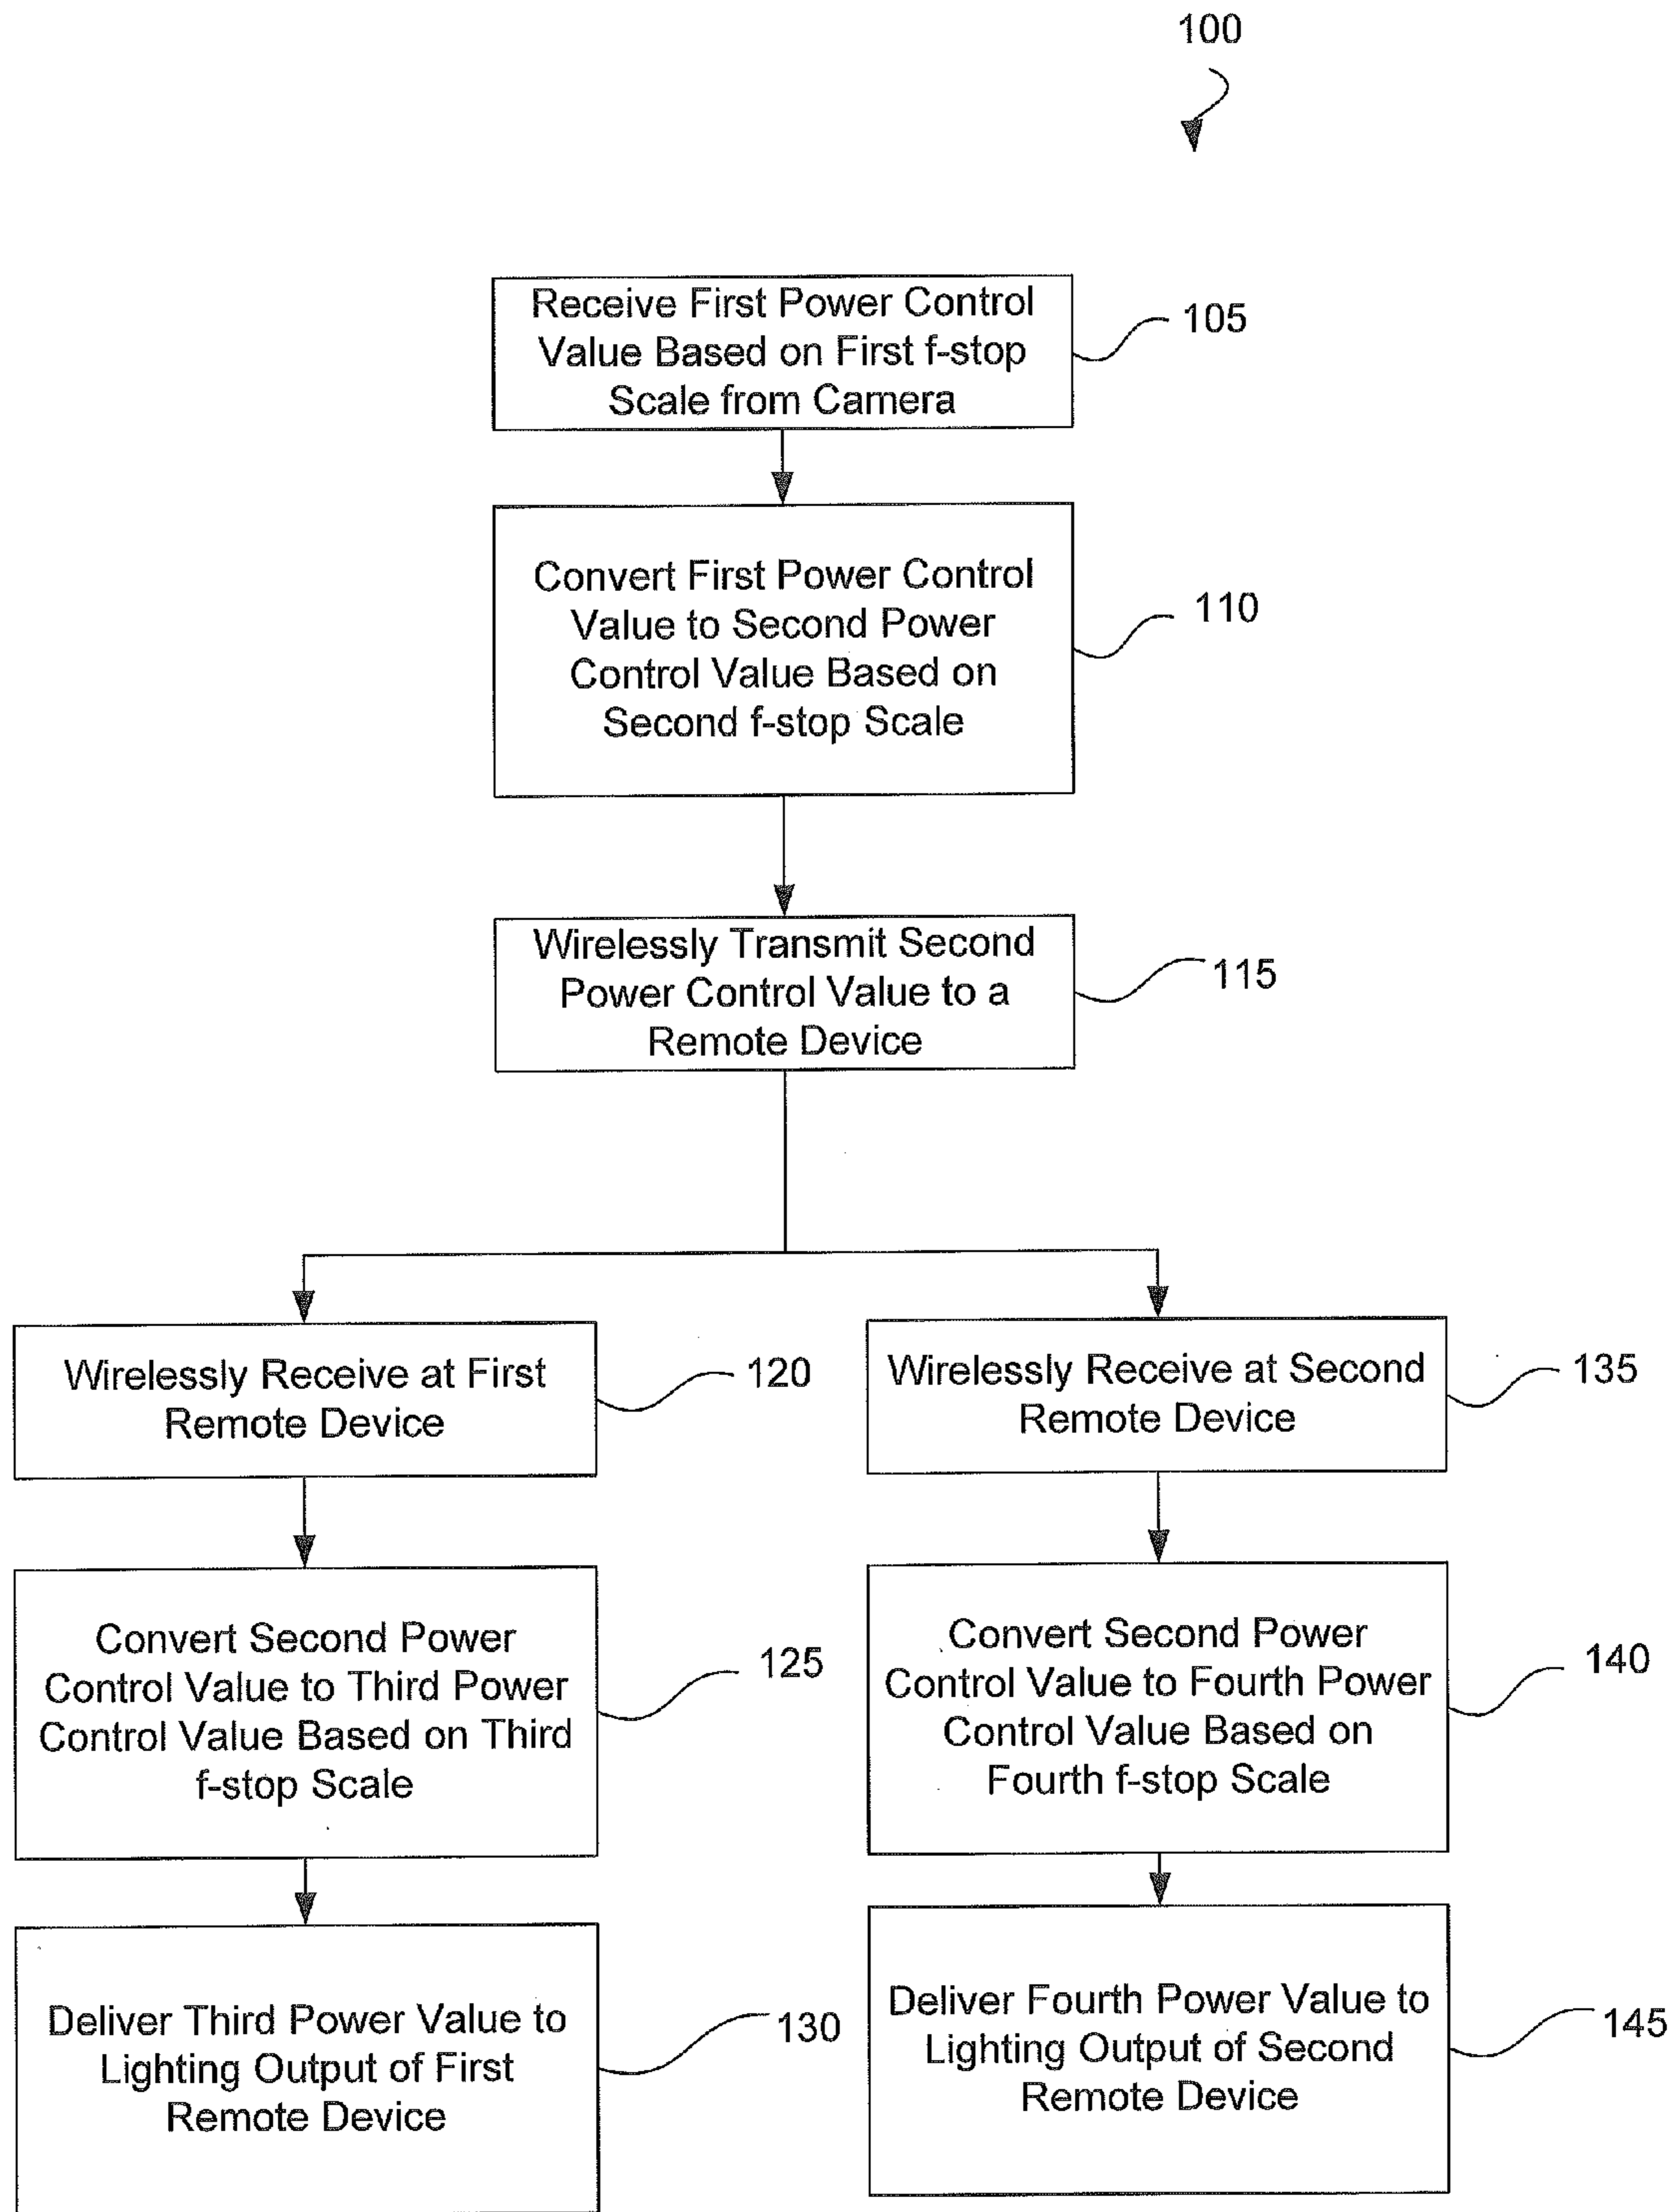 100
Receive First Power Control
Value Based on First f-stop
Scale from Camera
105
Convert First Power Control
Value to Second Power
Control Value Based on
Second f-stop Scale
110
Wirelessly Transmit Second
Power Control Value to a
Remote Device
115
Wirelessly Receive at First
Remote Device
120
Wirelessly Receive at Second
Remote Device
135
Convert Second Power
Control Value to Third Power
Control Value Based on Third
f-stop Scale
125
Convert Second Power
Control Value to Fourth Power
Control Value Based on
Fourth f-stop Scale
140
Deliver Third Power Value to
Lighting Output of First
Remote Device
130
Deliver Fourth Power Value to
Lighting Output of Second
Remote Device
145